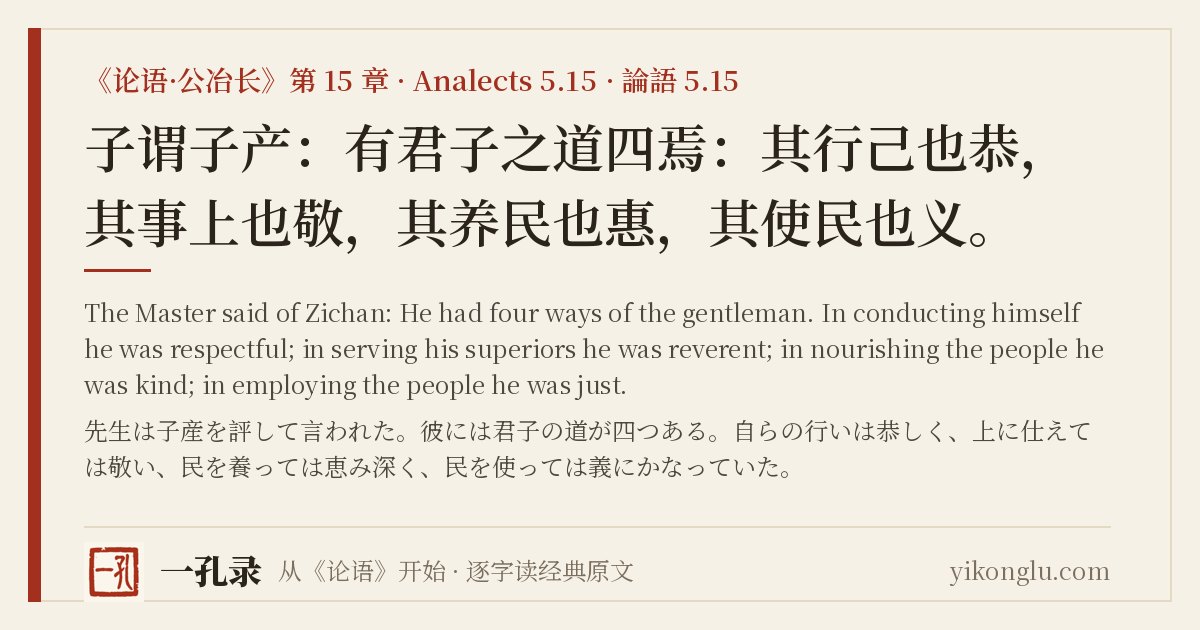 《论语·公冶长》第 15 章 · Analects 5.15 · 論語 5.15
子谓子产：有君子之道四焉：其行己也恭，
其事上也敬，其养民也惠，其使民也义。
The Master said of Zichan: He had four ways of the gentleman. In conducting himself
he was respectful; in serving his superiors he was reverent; in nourishing the people he
was kind; in employing the people he was just.
先生は子産を評して言われた。彼には君子の道が四つある。自らの行いは恭しく、上に仕えて
は敬い、民を養っては恵み深く、民を使っては義にかなっていた。
一孔 一孔录 从《论语》开始 · 逐字读经典原文 yikonglu.com